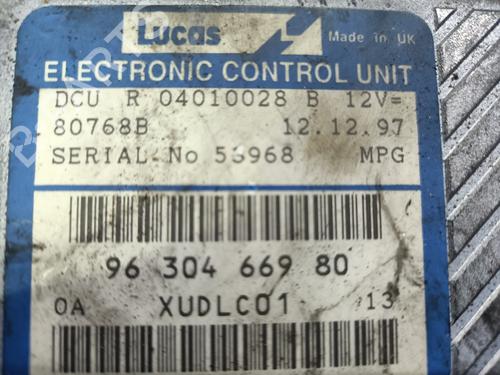 Lucas Made in UK
ELECTRONIC CONTROL UNIT
DCU R 04010028 B 12V=
80768B 12.12.97
SERIAL No 53968 MPG
96 304 669 80
0A XUDLC01 13